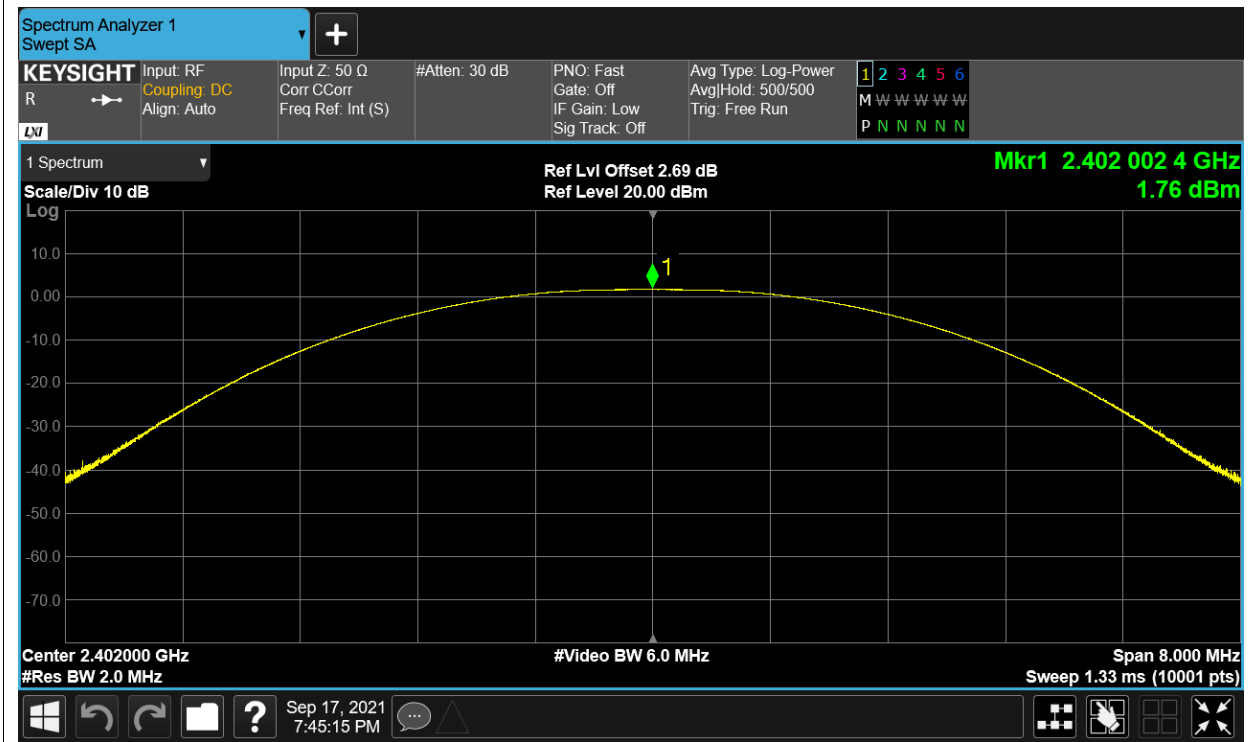 Spectrum Analyzer 1
Swept SA
KEYSIGHT
R
LXI
Input: RF
Coupling: DC
Align: Auto
Input Z: 50 Ω
Corr CCorr
Freq Ref: Int (S)
#Atten: 30 dB
PNO: Fast
Gate: Off
IF Gain: Low
Sig Track: Off
Avg Type: Log-Power
Avg|Hold: 500/500
Trig: Free Run
1 2 3 4 5 6
M W W W W W
P N N N N N
1 Spectrum
Scale/Div 10 dB
Log
Ref Lvl Offset 2.69 dB
Ref Level 20.00 dBm
Mkr1 2.402 002 4 GHz
1.76 dBm
10.0
0.00
-10.0
-20.0
-30.0
-40.0
-50.0
-60.0
-70.0
1
Center 2.402000 GHz
#Res BW 2.0 MHz
#Video BW 6.0 MHz
Span 8.000 MHz
Sweep 1.33 ms (10001 pts)
?
Sep 17, 2021
7:45:15 PM